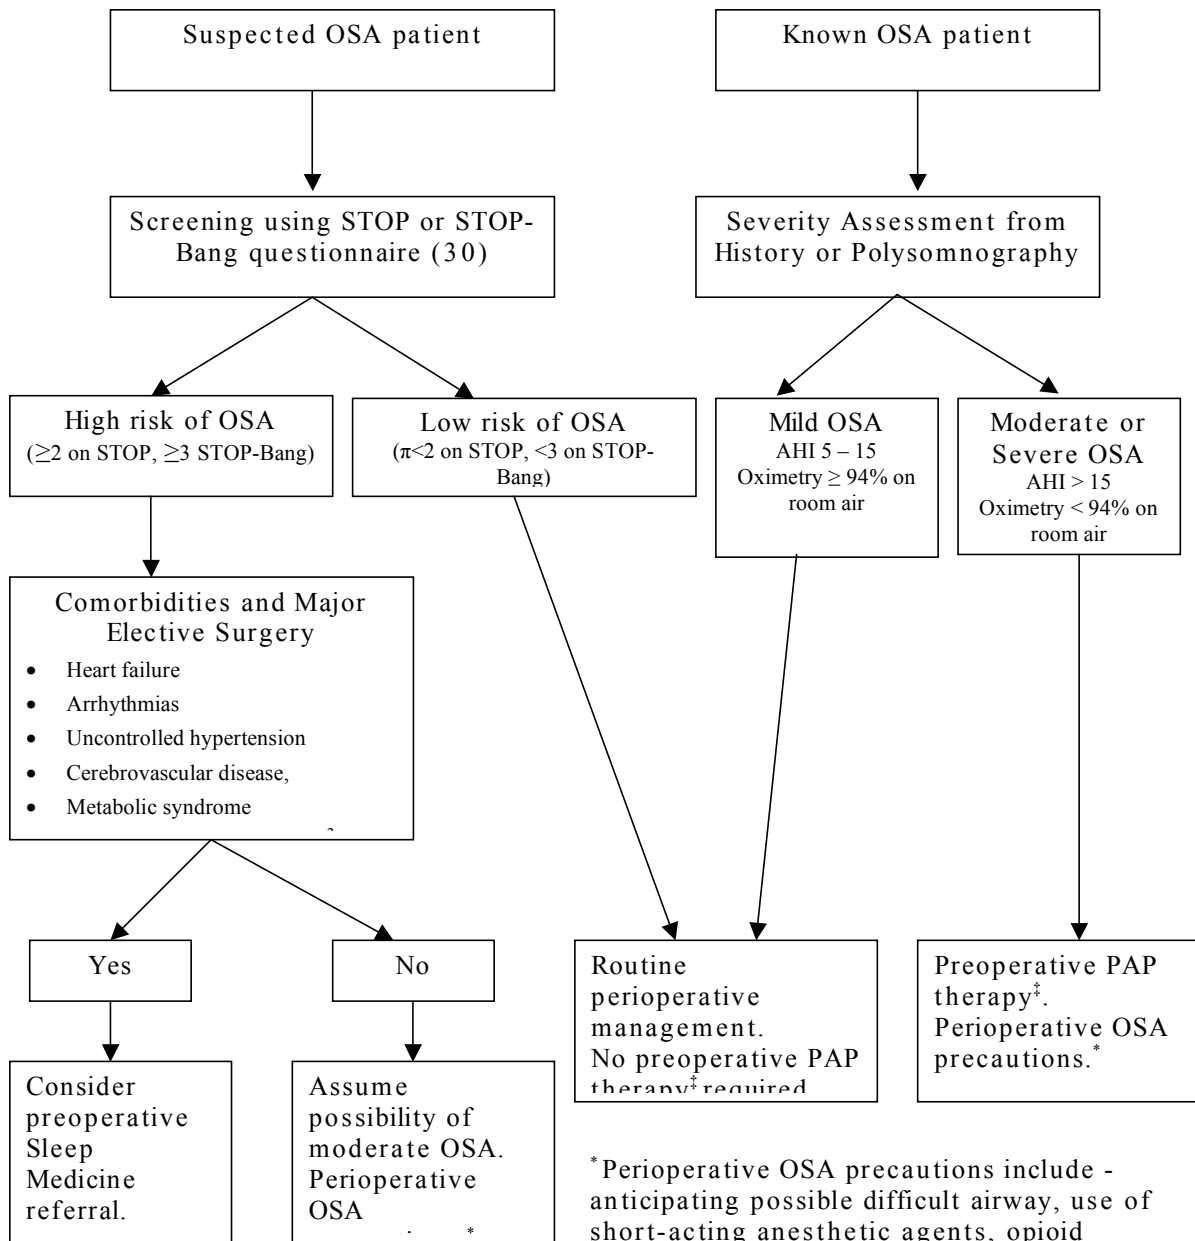 Suspected OSA patient
Known OSA patient
Screening using STOP or STOP-
Bang questionnaire (30)
Severity Assessment from
History or Polysomnography
High risk of OSA
(≥2 on STOP, ≥3 STOP-Bang)
Low risk of OSA
(π<2 on STOP, <3 on STOP-
Bang)
Mild OSA
AHI 5 – 15
Oximetry ≥ 94% on
room air
Moderate or
Severe OSA
AHI > 15
Oximetry < 94% on
room air
Comorbidities and Major
Elective Surgery
• Heart failure
• Arrhythmias
• Uncontrolled hypertension
• Cerebrovascular disease,
• Metabolic syndrome
Yes
No
Consider
preoperative
Sleep
Medicine
referral.
Assume
possibility of
moderate OSA.
Perioperative
OSA
*
Routine
perioperative
management.
No preoperative PAP
therapy‡ required
Preoperative PAP
therapy‡.
Perioperative OSA
precautions.*
*Perioperative OSA precautions include -
anticipating possible difficult airway, use of
short-acting anesthetic agents, opioid